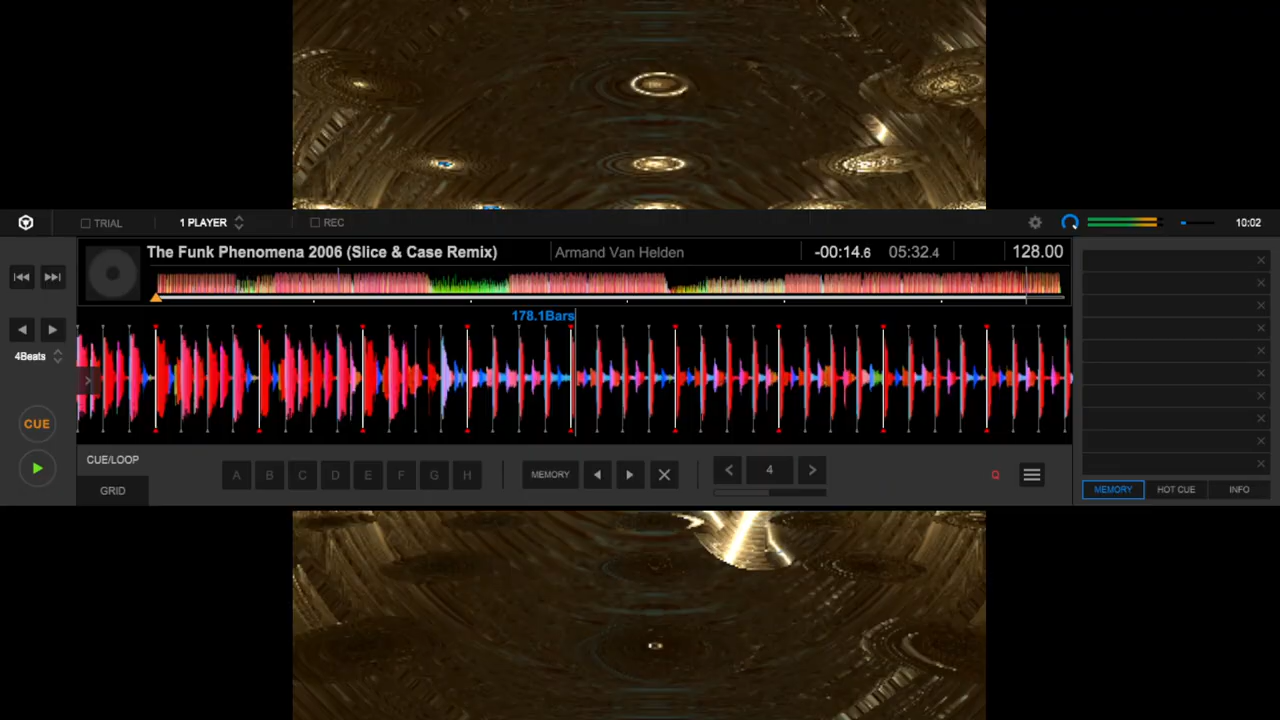 TRIAL 1 PLAYER REC 10:02
The Funk Phenomena 2006 (Slice & Case Remix) Armand Van Helden -00:14.6 05:32.4 128.00
178.1Bars
4Beats
CUE
CUE/LOOP
GRID
A B C D E F G H MEMORY 4 Q
MEMORY HOT CUE INFO